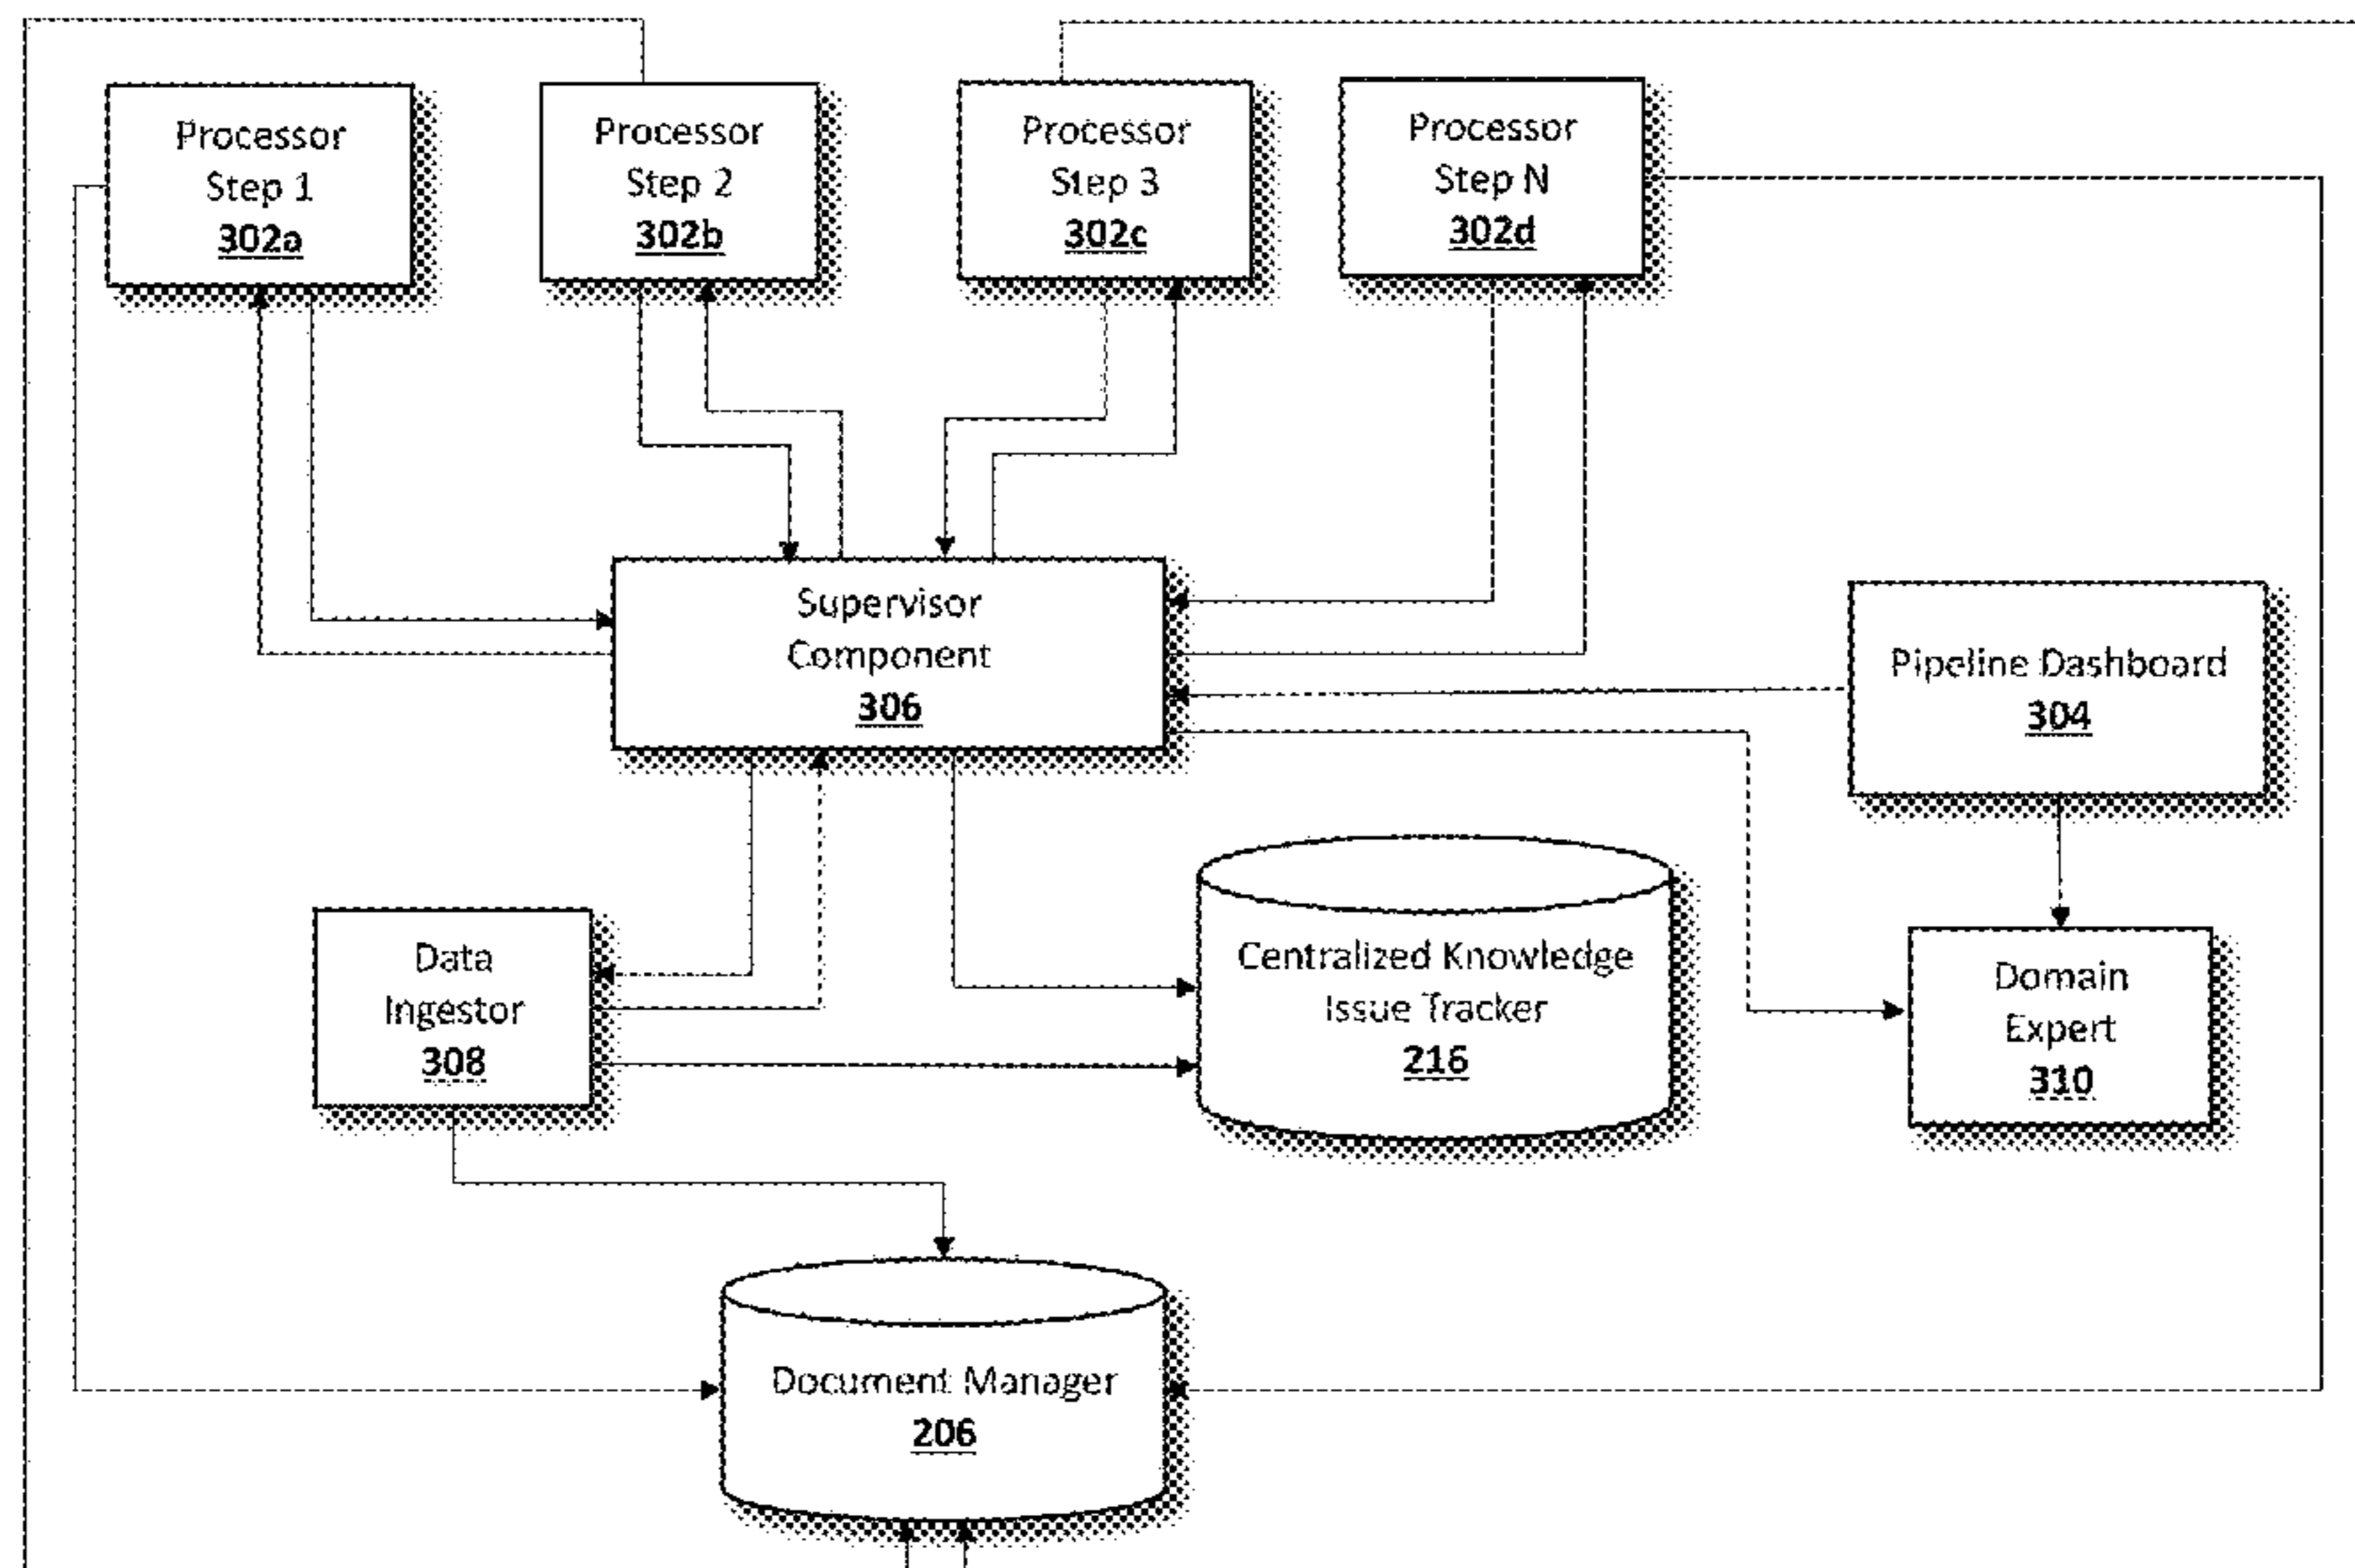 Processor
Step 1
302a
Processor
Step 2
302b
Processor
Step 3
302c
Processor
Step N
302d
Supervisor
Component
306
Pipeline Dashboard
304
Data
Ingestor
308
Centralized Knowledge
Issue Tracker
216
Domain
Expert
310
Document Manager
206